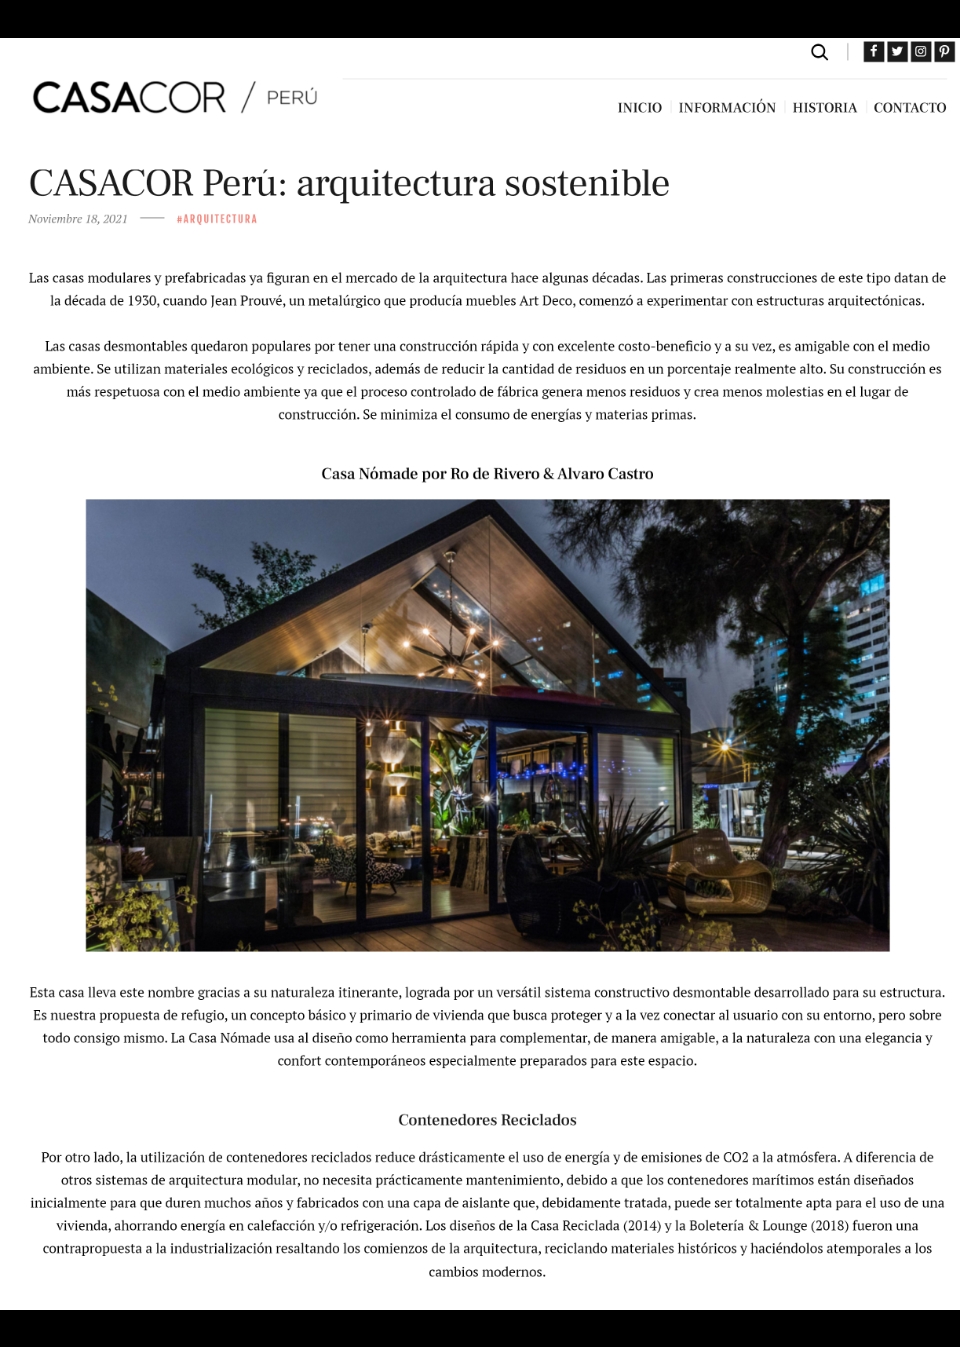 CASACOR / PERÚ
INICIO INFORMACIÓN HISTORIA CONTACTO
CASACOR Perú: arquitectura sostenible
Noviembre 18, 2021 — #ARQUITECTURA
Las casas modulares y prefabricadas ya figuran en el mercado de la arquitectura hace algunas décadas. Las primeras construcciones de este tipo datan de
la década de 1930, cuando Jean Prouvé, un metalúrgico que producía muebles Art Deco, comenzó a experimentar con estructuras arquitectónicas.
Las casas desmontables quedaron populares por tener una construcción rápida y con excelente costo-beneficio y a su vez, es amigable con el medio
ambiente. Se utilizan materiales ecológicos y reciclados, además de reducir la cantidad de residuos en un porcentaje realmente alto. Su construcción es
más respetuosa con el medio ambiente ya que el proceso controlado de fábrica genera menos residuos y crea menos molestias en el lugar de
construcción. Se minimiza el consumo de energías y materias primas.
Casa Nómade por Ro de Rivero & Alvaro Castro
Esta casa lleva este nombre gracias a su naturaleza itinerante, lograda por un versátil sistema constructivo desmontable desarrollado para su estructura.
Es nuestra propuesta de refugio, un concepto básico y primario de vivienda que busca proteger y a la vez conectar al usuario con su entorno, pero sobre
todo consigo mismo. La Casa Nómade usa al diseño como herramienta para complementar, de manera amigable, a la naturaleza con una elegancia y
confort contemporáneos especialmente preparados para este espacio.
Contenedores Reciclados
Por otro lado, la utilización de contenedores reciclados reduce drásticamente el uso de energía y de emisiones de CO2 a la atmósfera. A diferencia de
otros sistemas de arquitectura modular, no necesita prácticamente mantenimiento, debido a que los contenedores marítimos están diseñados
inicialmente para que duren muchos años y fabricados con una capa de aislante que, debidamente tratada, puede ser totalmente apta para el uso de una
vivienda, ahorrando energía en calefacción y/o refrigeración. Los diseños de la Casa Reciclada (2014) y la Boletería & Lounge (2018) fueron una
contrapropuesta a la industrialización resaltando los comienzos de la arquitectura, reciclando materiales históricos y haciéndolos atemporales a los
cambios modernos.